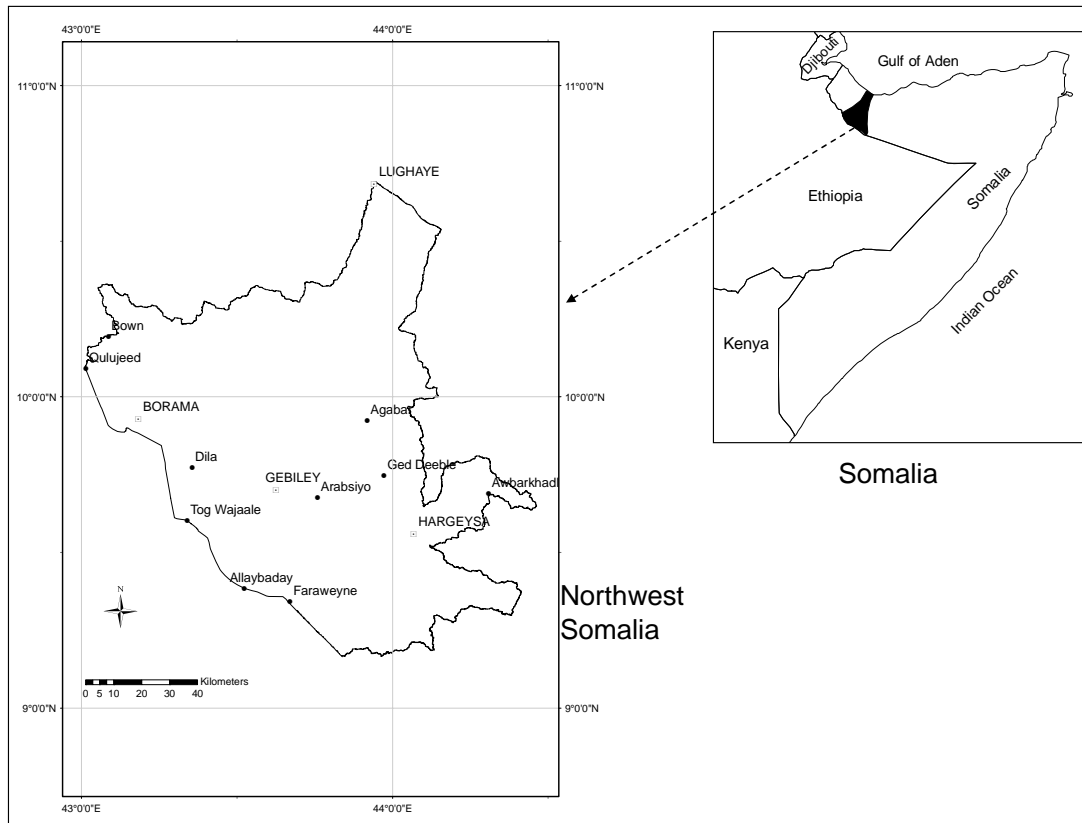 43°0'0"E
44°0'0"E
11°0'0"N
11°0'0"N
LUGHAYE
Bown
Qulujeed
10°0'0"N
10°0'0"N
BORAMA
Agabar
Dila
Ged Deeble
GEBILEY
Arabsiyo
Awbarkhadl
Tog Wajaale
HARGEYSA
Allaybaday
Faraweyne
N
Kilometers
0 5 10 20 30 40
9°0'0"N
9°0'0"N
43°0'0"E
44°0'0"E
Northwest
Somalia
Djibouti
Gulf of Aden
Ethiopia
Somalia
Indian Ocean
Kenya
Somalia